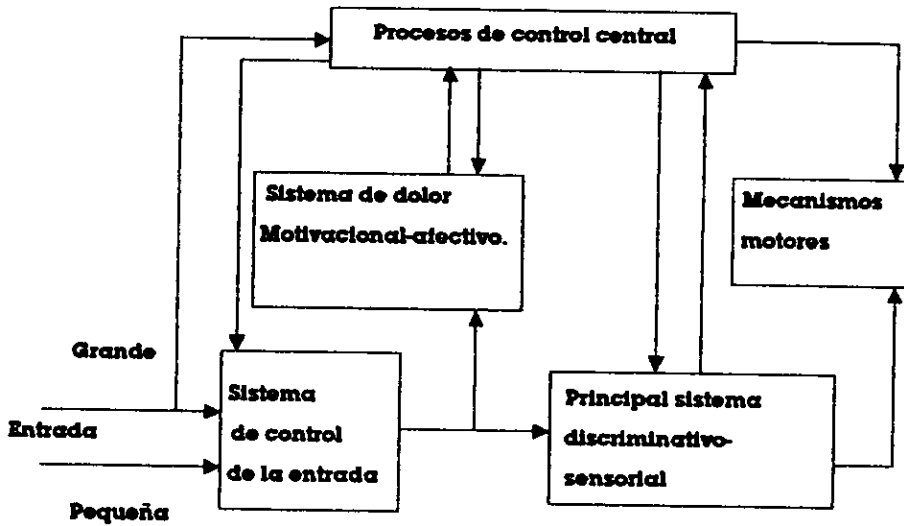 Procesos de control central
Sistema de dolor
Motivacional-afectivo.
Mecanismos
motores
Grande
Entrada
Pequeña
Sistema
de control
de la entrada
Principal sistema
discriminativo-
sensorial